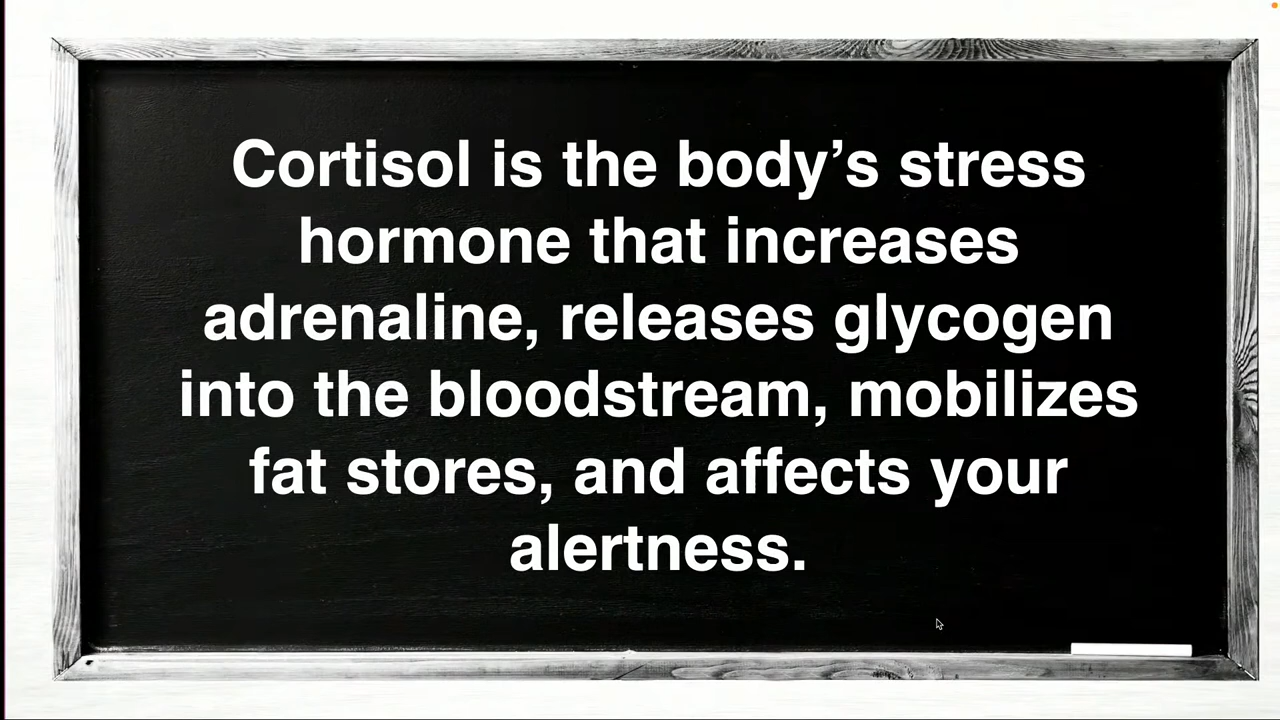 Cortisol is the body’s stress
hormone that increases
adrenaline, releases glycogen
into the bloodstream, mobilizes
fat stores, and affects your
alertness.